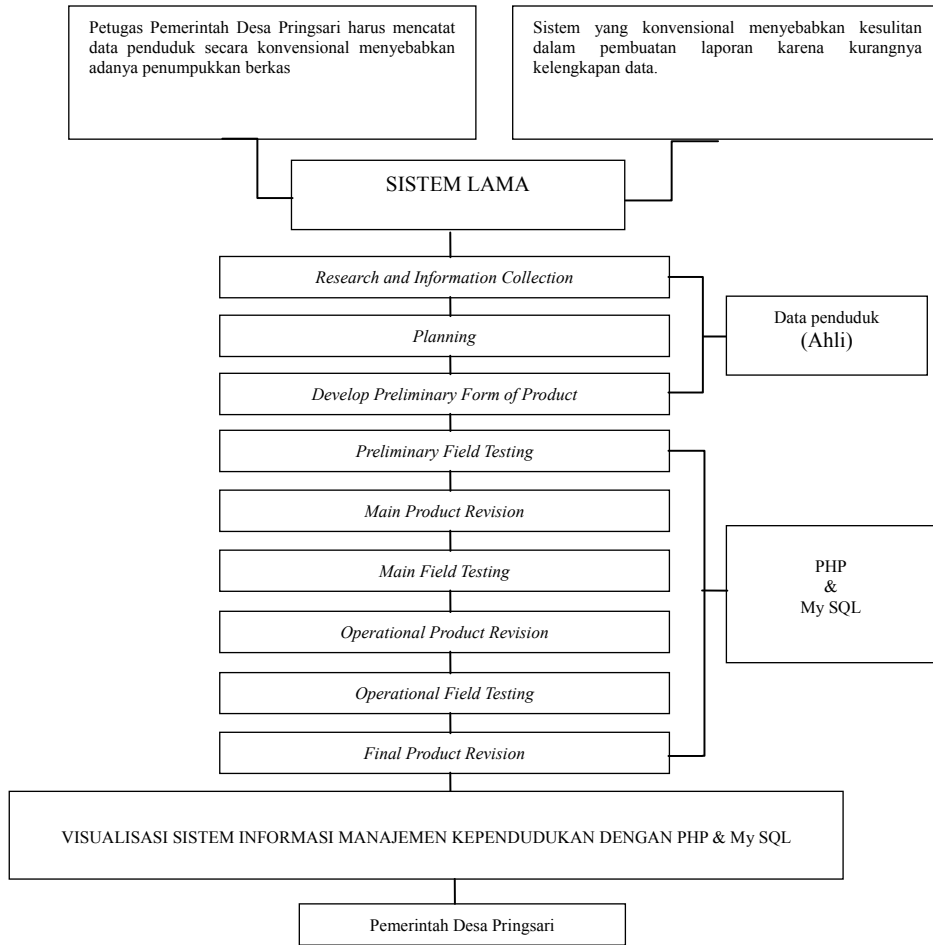 Petugas Pemerintah Desa Pringsari harus mencatat
data penduduk secara konvensional menyebabkan
adanya penumpukkan berkas
Sistem yang konvensional menyebabkan kesulitan
dalam pembuatan laporan karena kurangnya
kelengkapan data.
SISTEM LAMA
Research and Information Collection
Planning
Develop Preliminary Form of Product
Data penduduk
(Ahli)
Preliminary Field Testing
Main Product Revision
Main Field Testing
Operational Product Revision
Operational Field Testing
Final Product Revision
PHP
&
My SQL
VISUALISASI SISTEM INFORMASI MANAJEMEN KEPENDUDUKAN DENGAN PHP & My SQL
Pemerintah Desa Pringsari